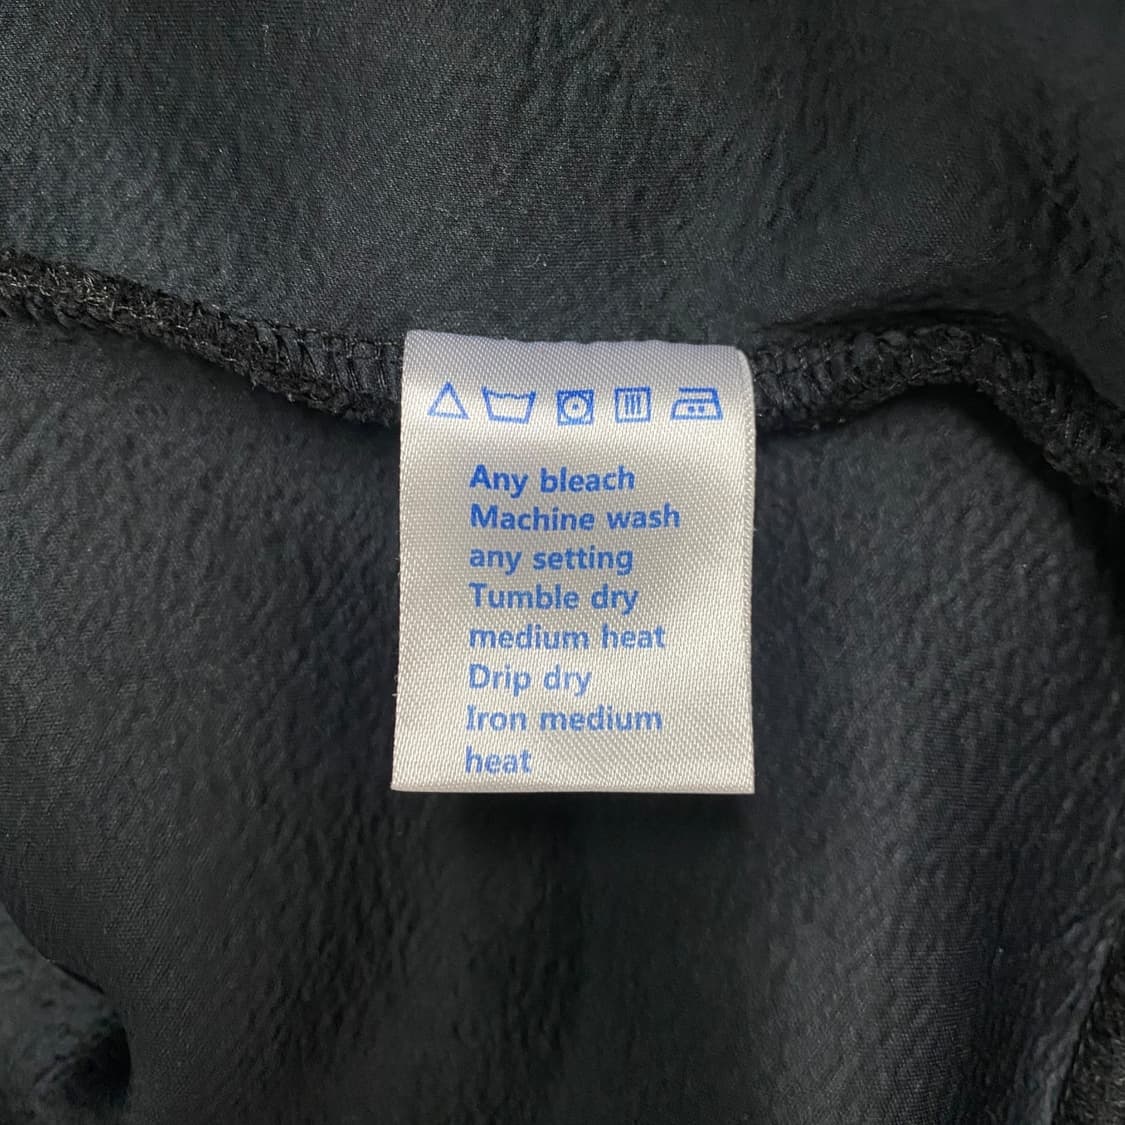 Any bleach
Machine wash
any setting
Tumble dry
medium heat
Drip dry
Iron medium
heat